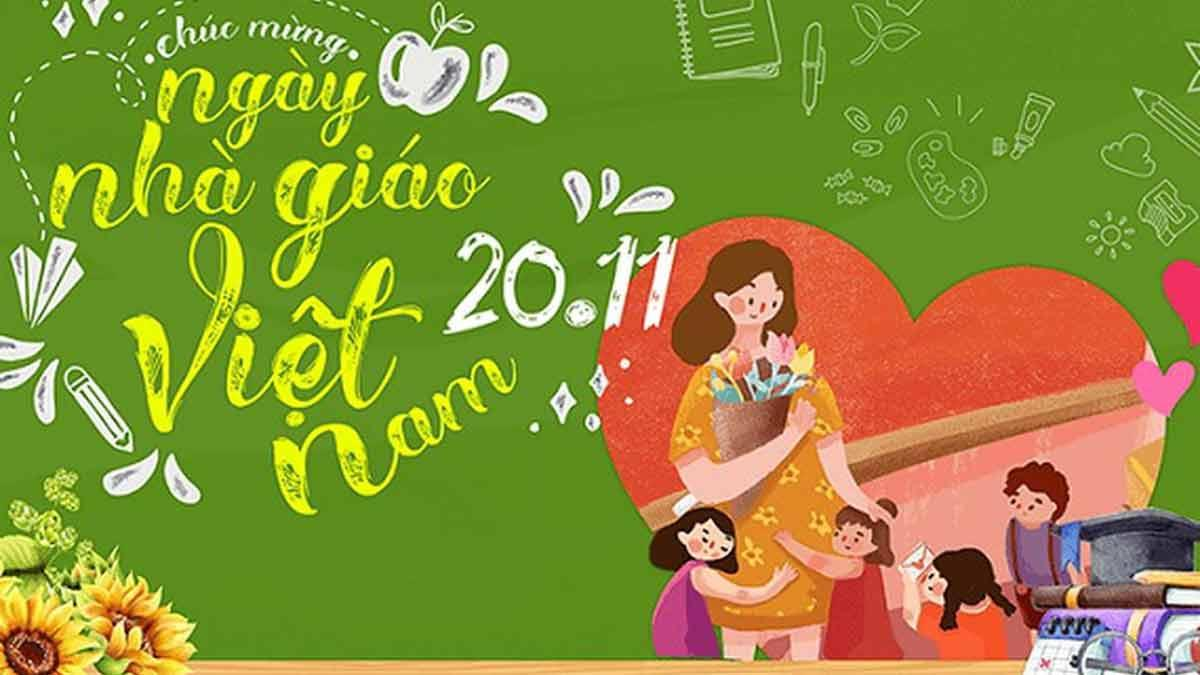 chúc mừng
ngày
nhà giáo
Việt
nam
20.11